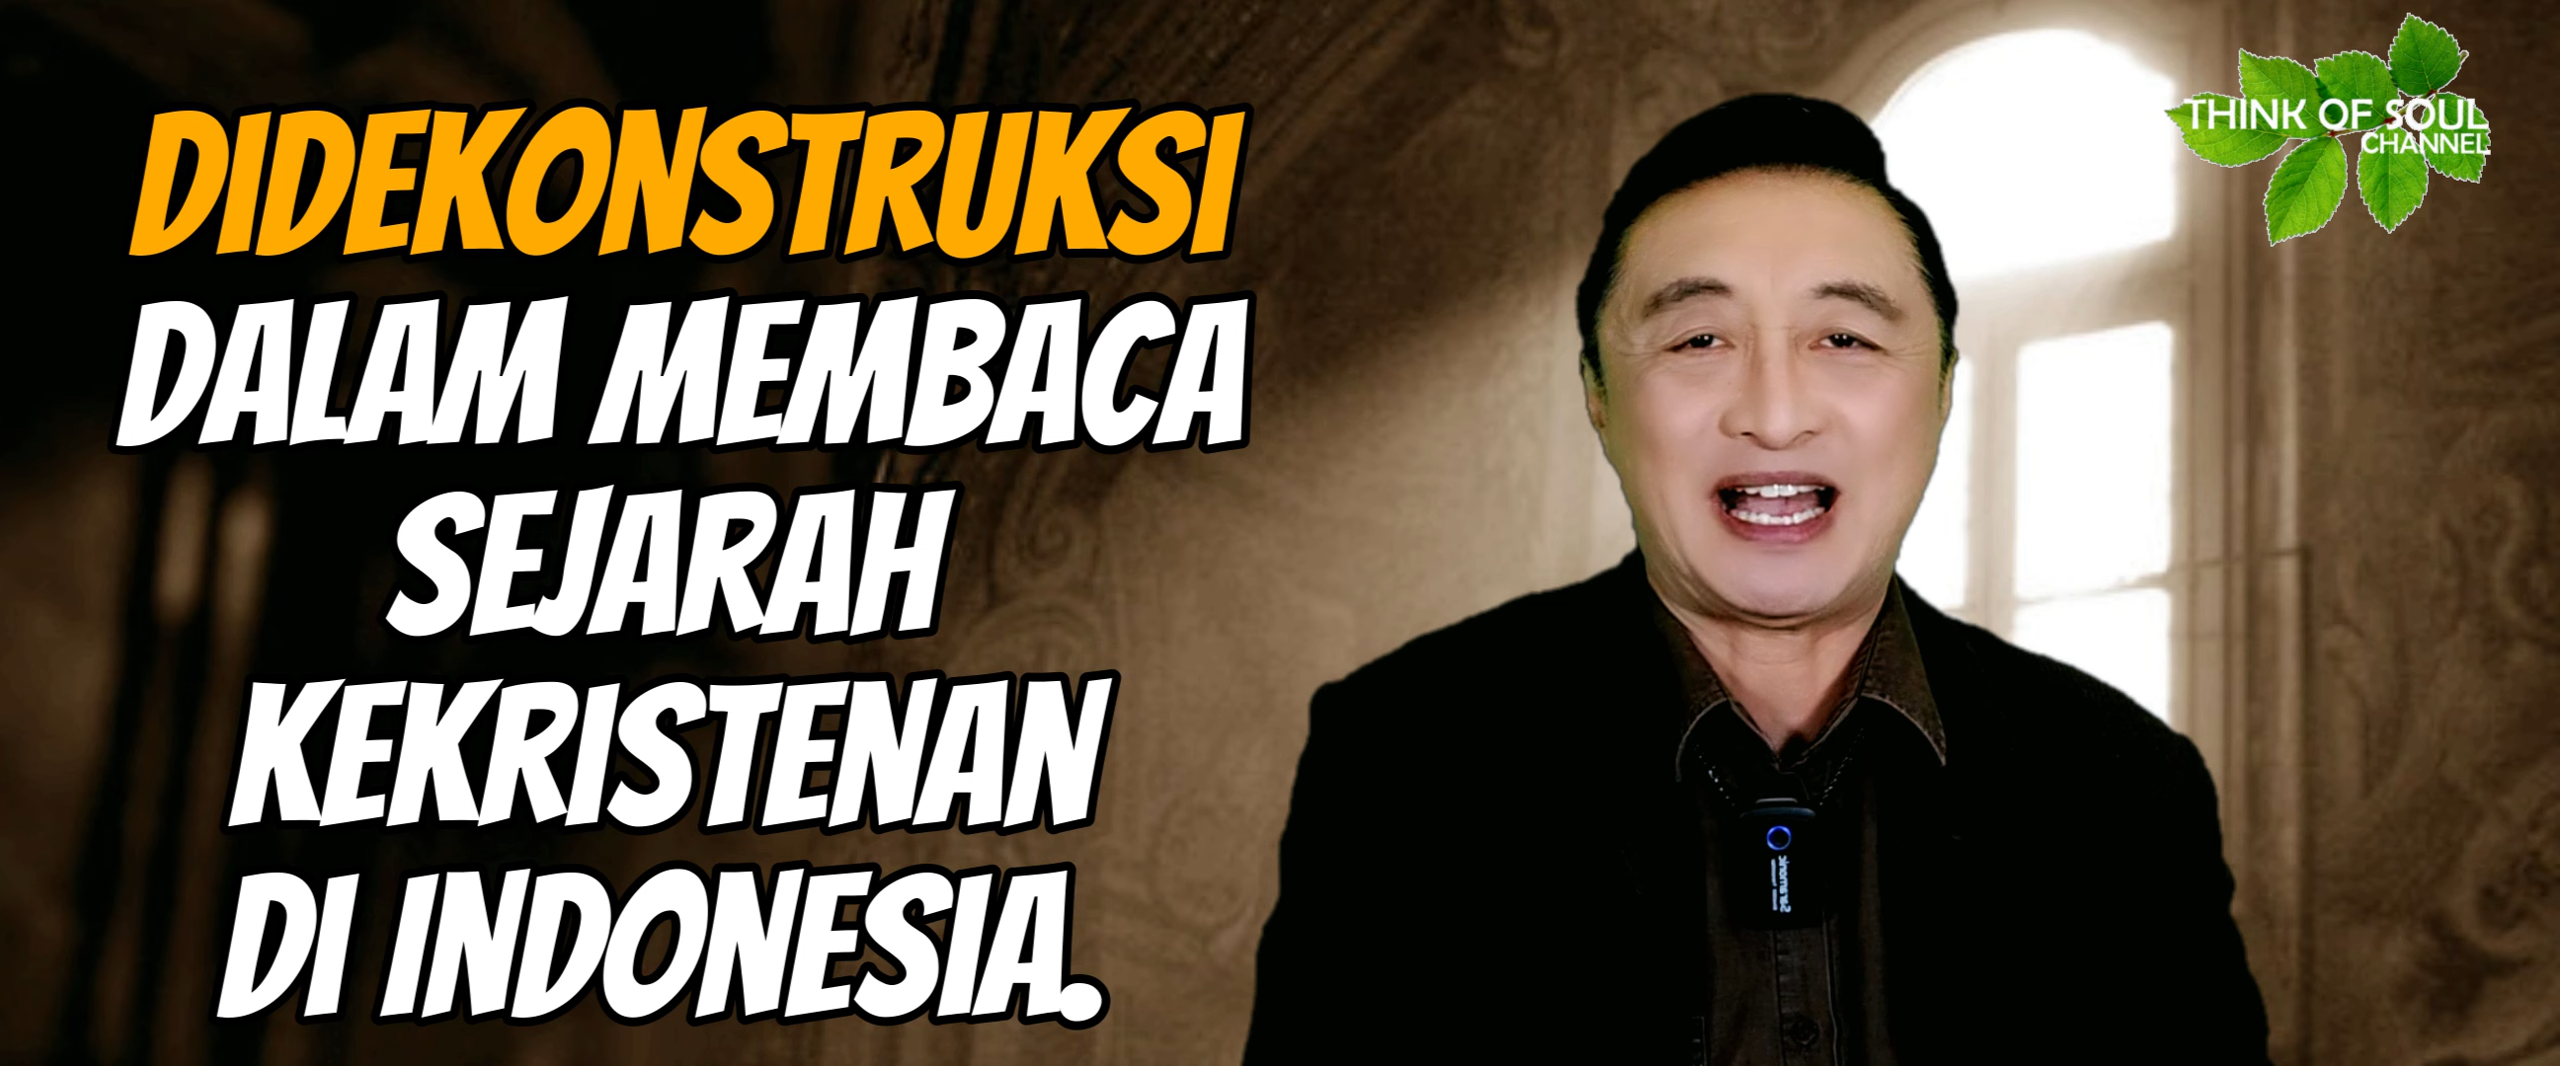 DIDEKONSTRUKSI
DALAM MEMBACA
SEJARAH
KEKRISTENAN
DI INDONESIA.
THINK OF SOUL
CHANNEL